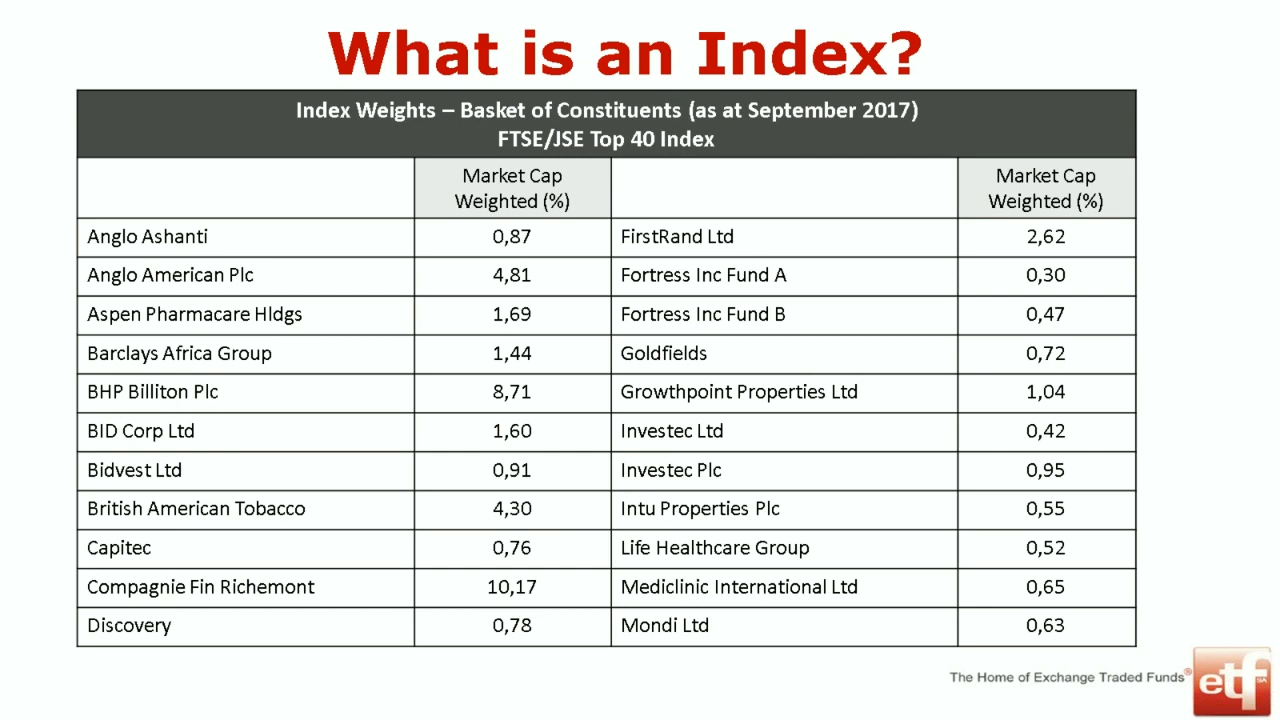 What is an Index?
Index Weights – Basket of Constituents (as at September 2017)
FTSE/JSE Top 40 Index
Market Cap
Weighted (%)
Market Cap
Weighted (%)
Anglo Ashanti 0,87 FirstRand Ltd 2,62
Anglo American Plc 4,81 Fortress Inc Fund A 0,30
Aspen Pharmacare Hldgs 1,69 Fortress Inc Fund B 0,47
Barclays Africa Group 1,44 Goldfields 0,72
BHP Billiton Plc 8,71 Growthpoint Properties Ltd 1,04
BID Corp Ltd 1,60 Investec Ltd 0,42
Bidvest Ltd 0,91 Investec Plc 0,95
British American Tobacco 4,30 Intu Properties Plc 0,55
Capitec 0,76 Life Healthcare Group 0,52
Compagnie Fin Richemont 10,17 Mediclinic International Ltd 0,65
Discovery 0,78 Mondi Ltd 0,63
The Home of Exchange Traded Funds®
etf